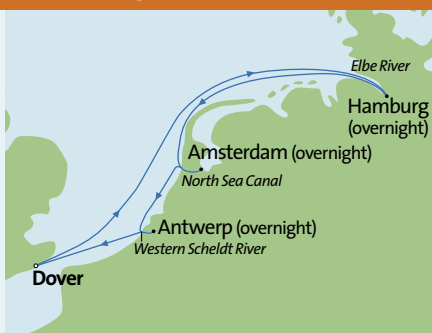 Elbe River
Hamburg
(overnight)
Amsterdam (overnight)
North Sea Canal
Antwerp (overnight)
Western Scheldt River
Dover